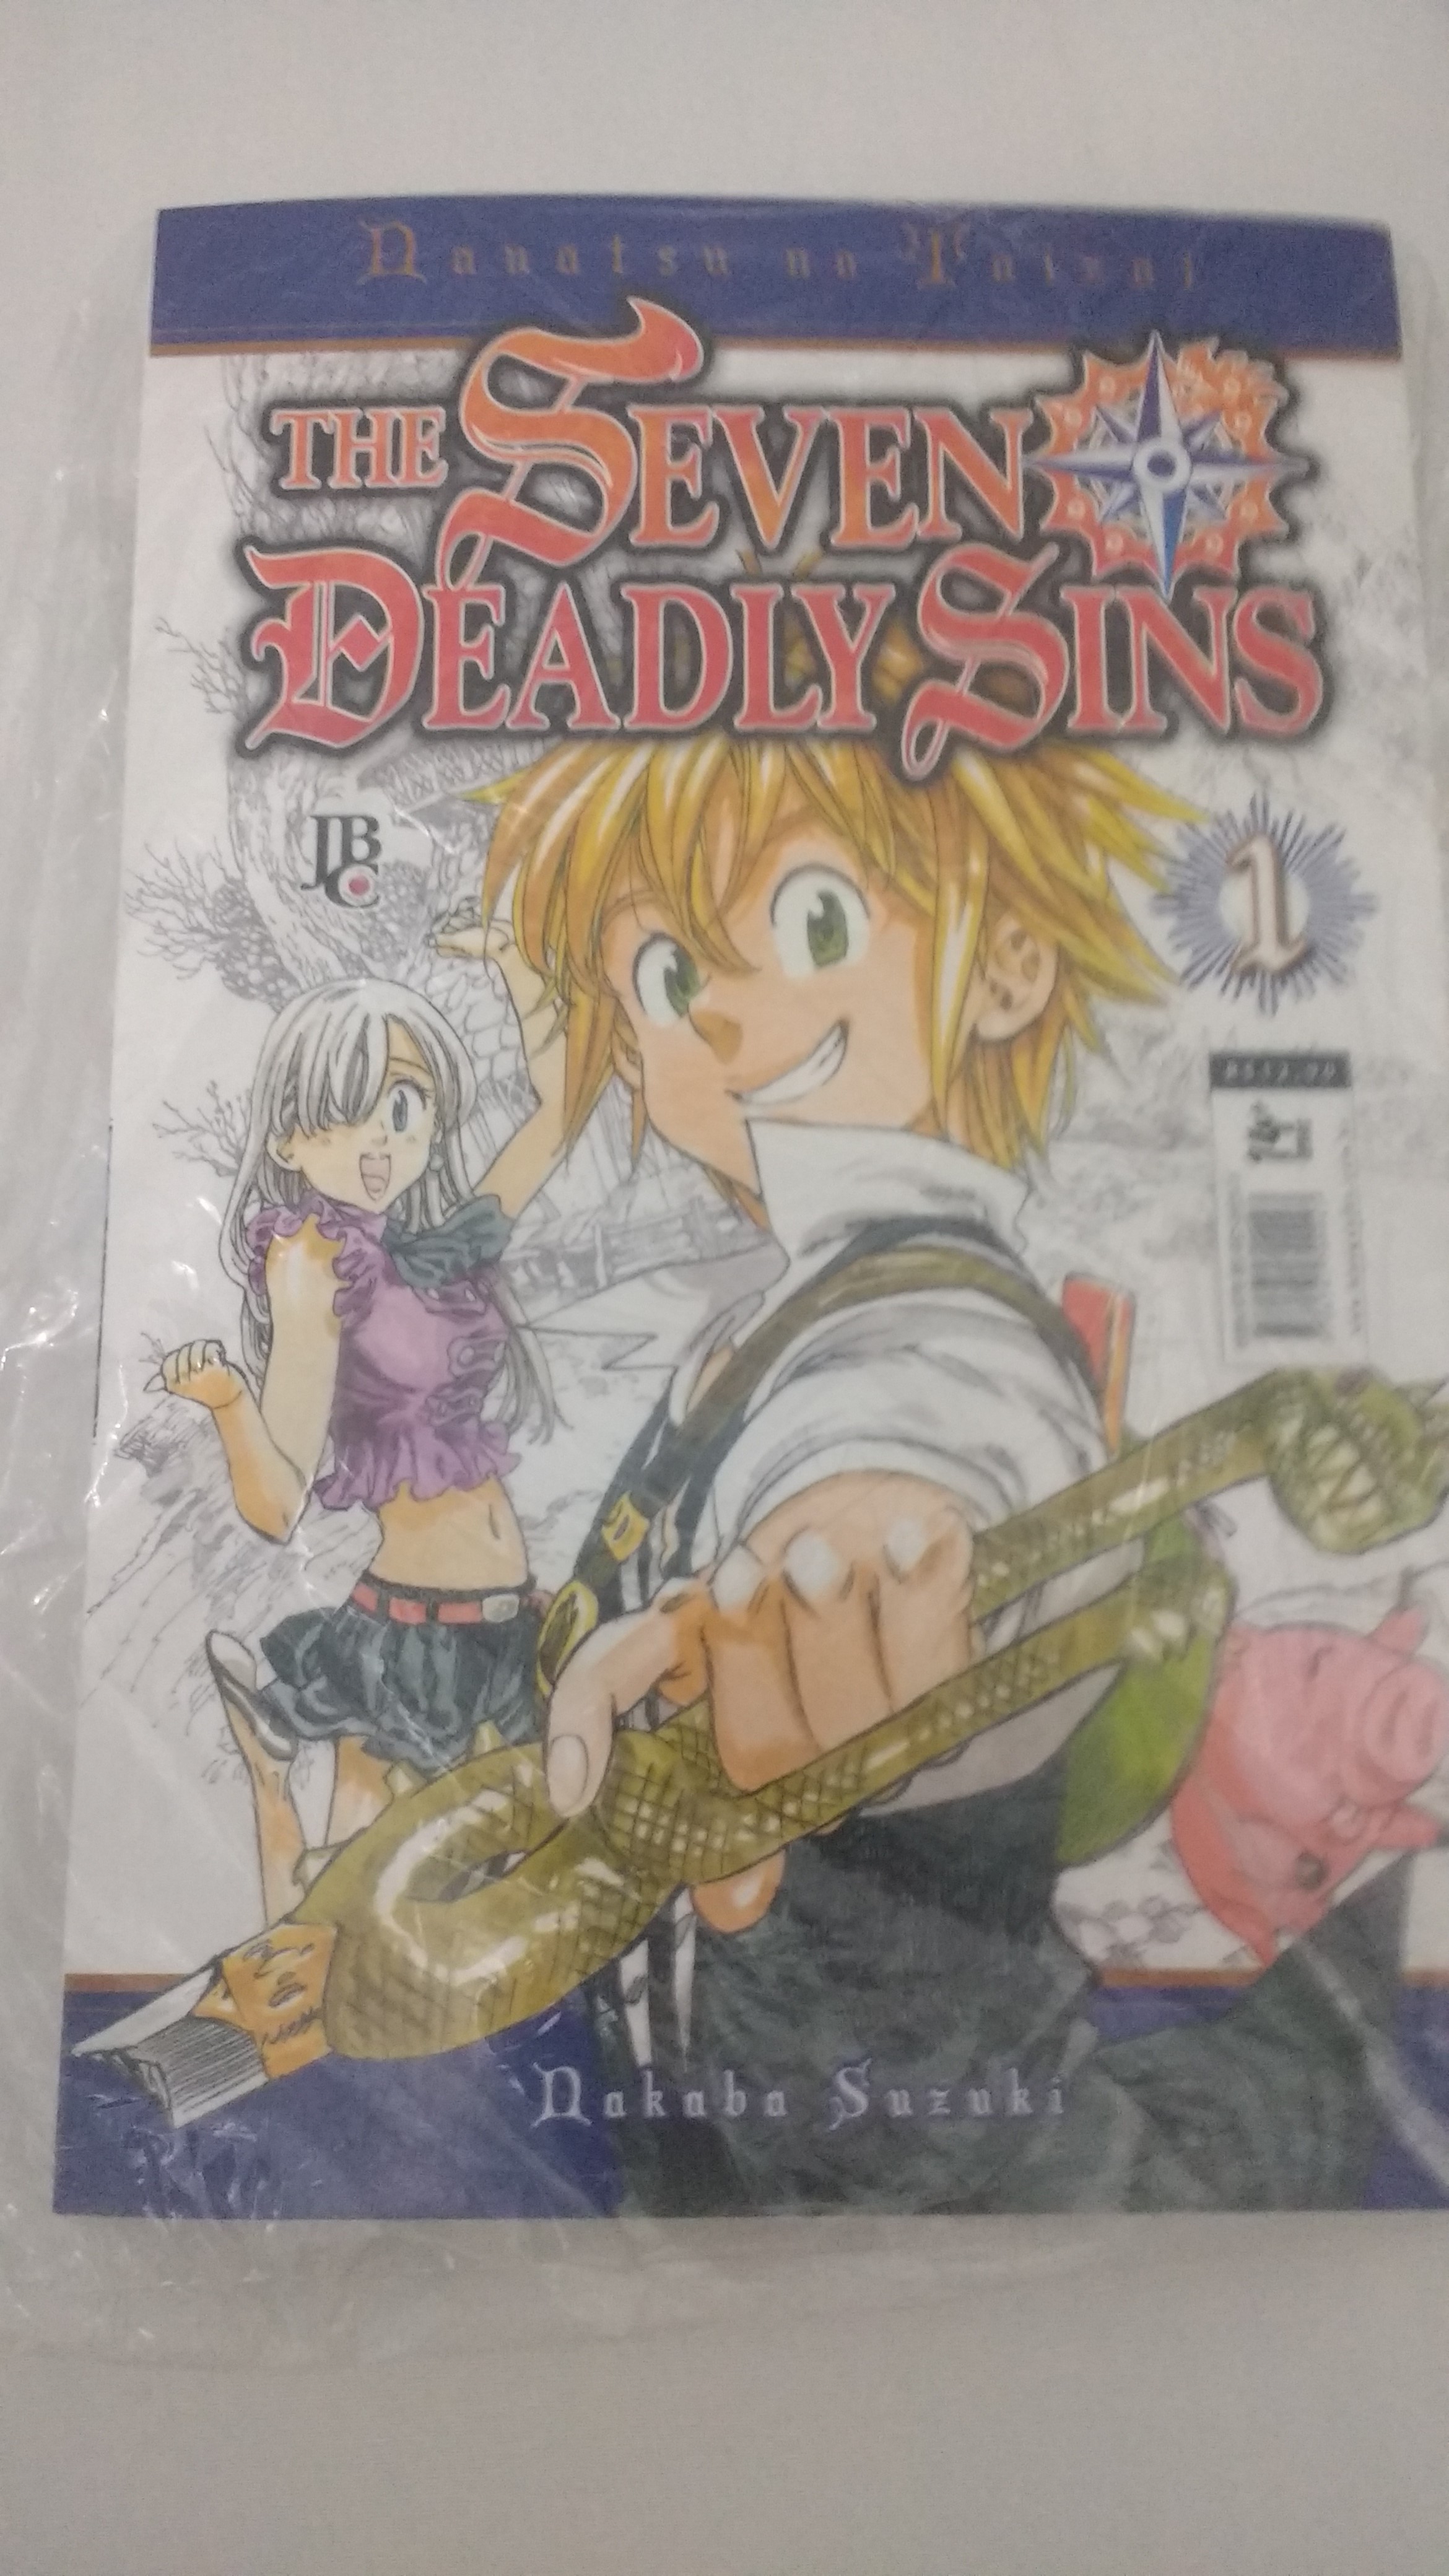 Nanatsu no Taizai
THE SEVEN
DEADLY SINS
JBC
1
Nakaba Suzuki